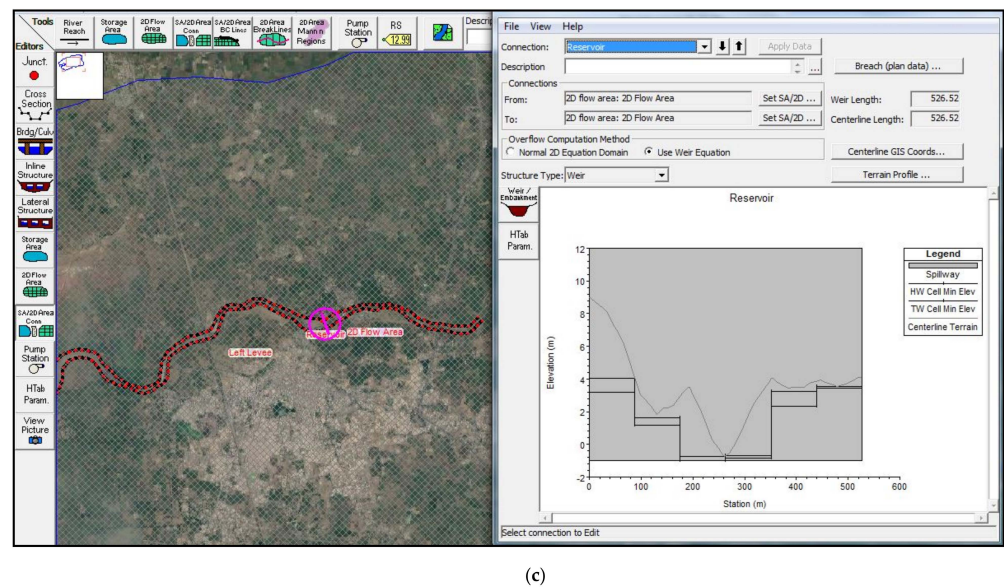 Tools
Editors
River
Reach
Storage
Area
2D Flow
Area
SA/2D Area
Conn
SA/2D Area
BC Lines
2D Area
BreakLines
2D Area
Mann n
Regions
Pump
Station
RS
12.99
Descrip
Junct.
Cross
Section
Brdg/Culv
Inline
Structure
Lateral
Structure
Storage
Area
2D Flow
Area
SA/2D Area
Conn
Pump
Station
HTab
Param.
View
Picture
Reservoir 2D Flow Area
Left Levee
File View Help
Connection: Reservoir Apply Data
Description ... Breach (plan data) ...
Connections
From: 2D flow area: 2D Flow Area Set SA/2D ... Weir Length: 526.52
To: 2D flow area: 2D Flow Area Set SA/2D ... Centerline Length: 526.52
Overflow Computation Method
Normal 2D Equation Domain Use Weir Equation Centerline GIS Coords...
Structure Type: Weir Terrain Profile ...
Weir /
Embankment
HTab
Param.
Reservoir
Elevation (m)
12
10
8
6
4
2
0
-2
0 100 200 300 400 500 600
Station (m)
Legend
Spillway
HW Cell Min Elev
TW Cell Min Elev
Centerline Terrain
Select connection to Edit
(c)